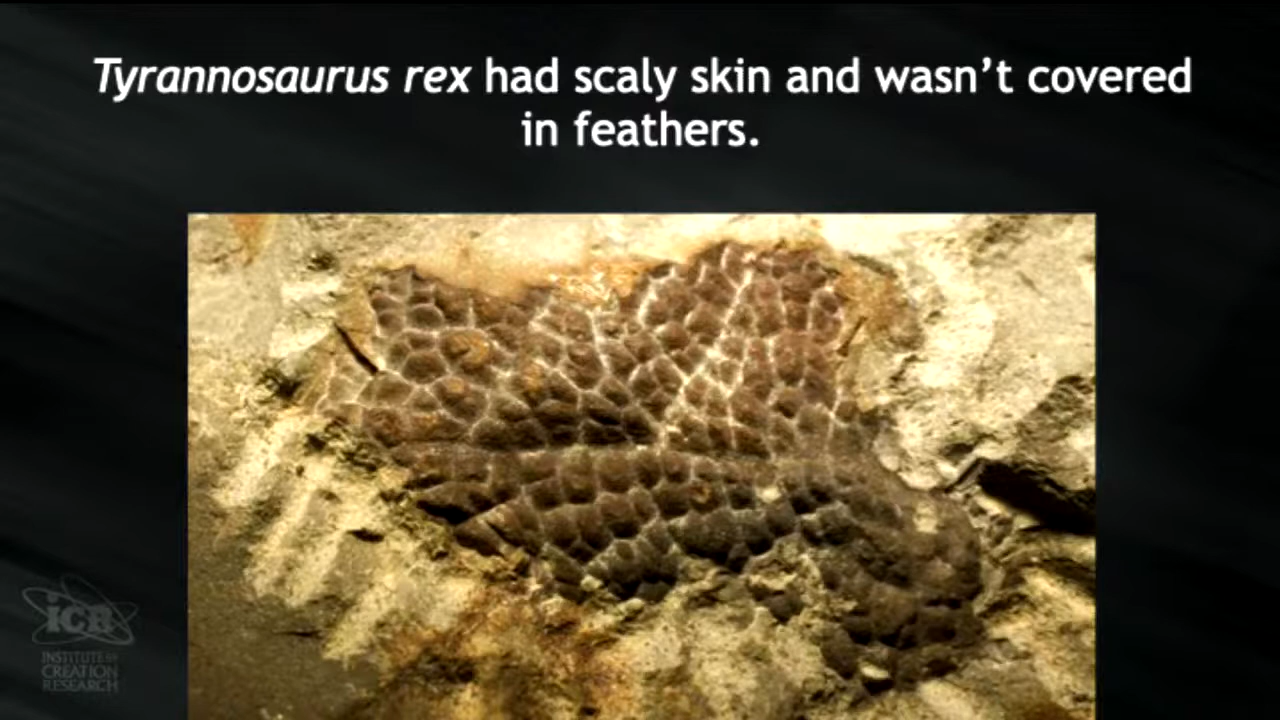 Tyrannosaurus rex had scaly skin and wasn't covered
in feathers.
iCR
INSTITUTE for
CREATION
RESEARCH